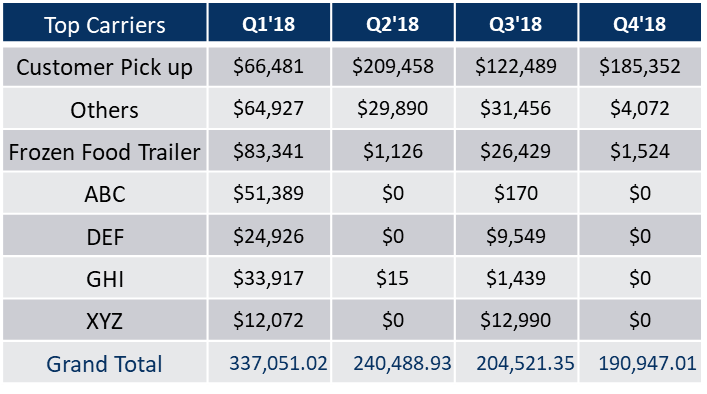 Top Carriers Q1'18 Q2'18 Q3'18 Q4'18
Customer Pick up $66,481 $209,458 $122,489 $185,352
Others $64,927 $29,890 $31,456 $4,072
Frozen Food Trailer $83,341 $1,126 $26,429 $1,524
ABC $51,389 $0 $170 $0
DEF $24,926 $0 $9,549 $0
GHI $33,917 $15 $1,439 $0
XYZ $12,072 $0 $12,990 $0
Grand Total 337,051.02 240,488.93 204,521.35 190,947.01